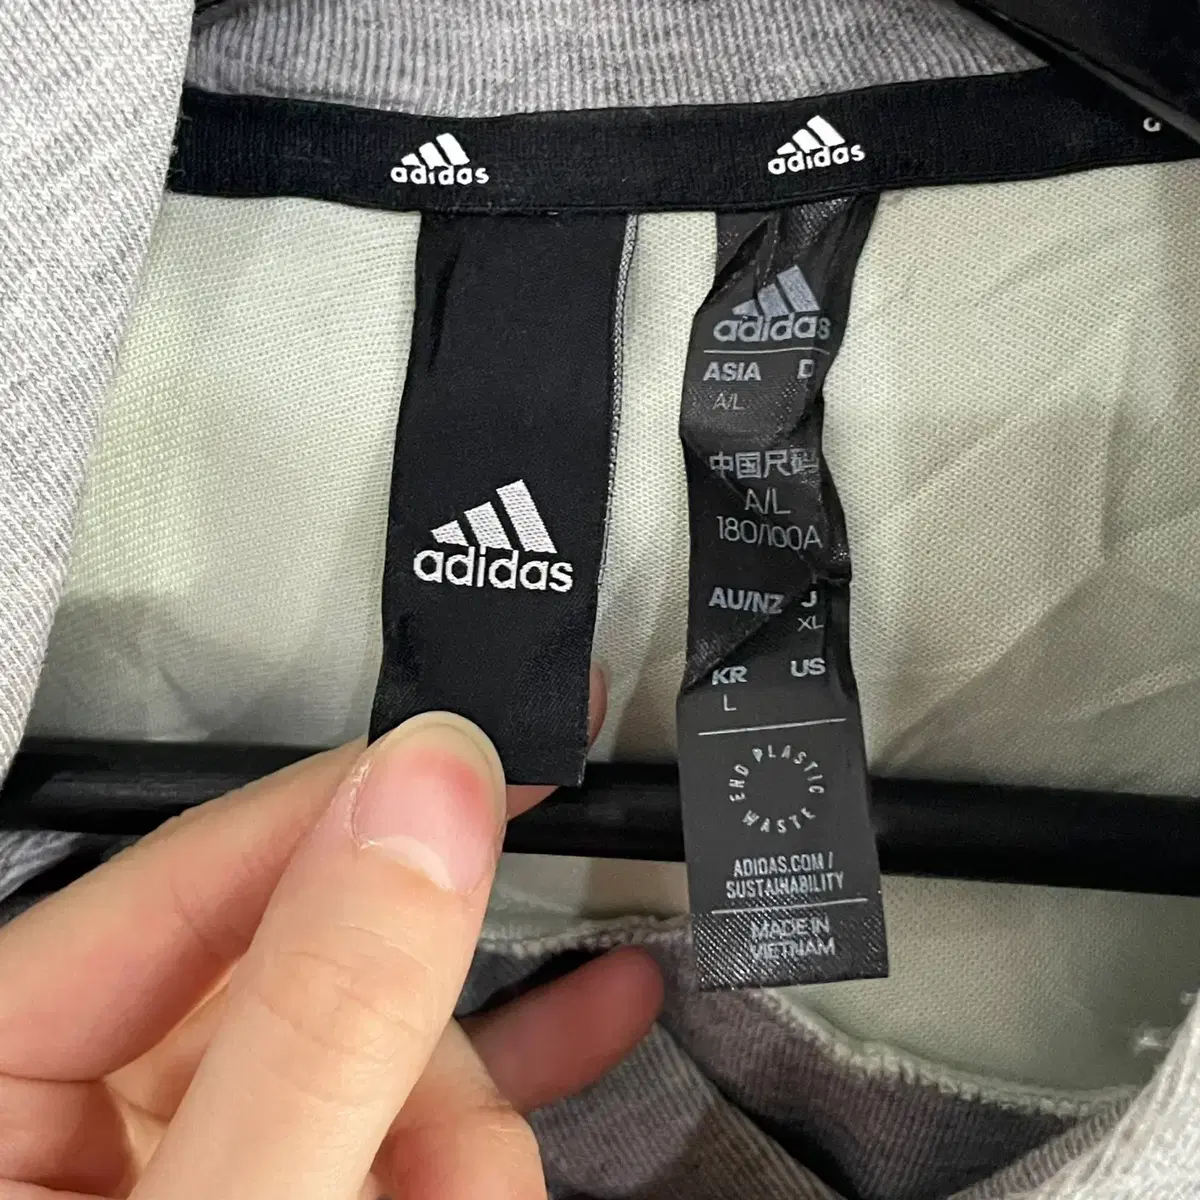 adidas
adidas
adidas
adidas
ASIA D
A/L
中国尺码
A/L
180/100A
AU/NZ J
XL
KR US
L
END PLASTIC WASTE
ADIDAS.COM/
SUSTAINABILITY
MADE IN
VIETNAM